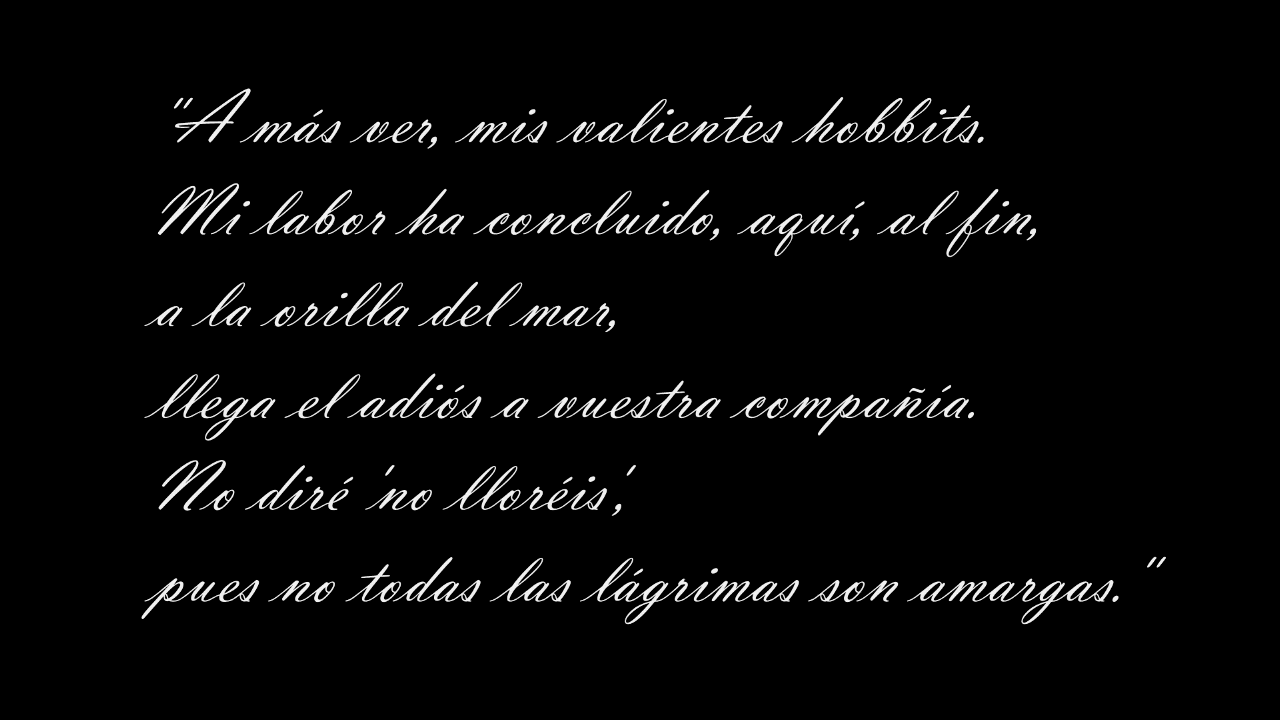 "A más ver, mis valientes hobbits.
Mi labor ha concluido, aquí, al fin,
a la orilla del mar,
llega el adiós a vuestra compañía.
No diré 'no lloréis',
pues no todas las lágrimas son amargas."